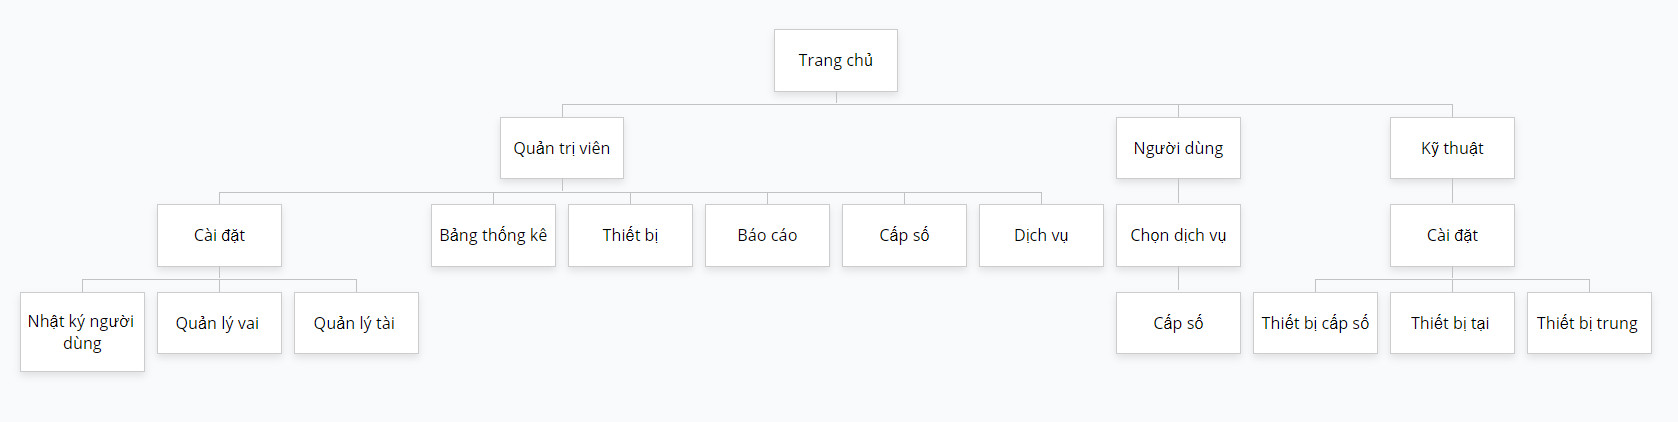 Trang chủ
Quản trị viên
Người dùng
Kỹ thuật
Cài đặt
Bảng thống kê
Thiết bị
Báo cáo
Cấp số
Dịch vụ
Chọn dịch vụ
Cài đặt
Nhật ký người
dùng
Quản lý vai
Quản lý tài
Cấp số
Thiết bị cấp số
Thiết bị tại
Thiết bị trung